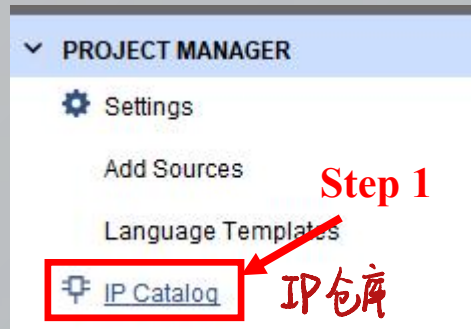 PROJECT MANAGER
Settings
Add Sources
Step 1
Language Templates
IP Catalog
IP仓库